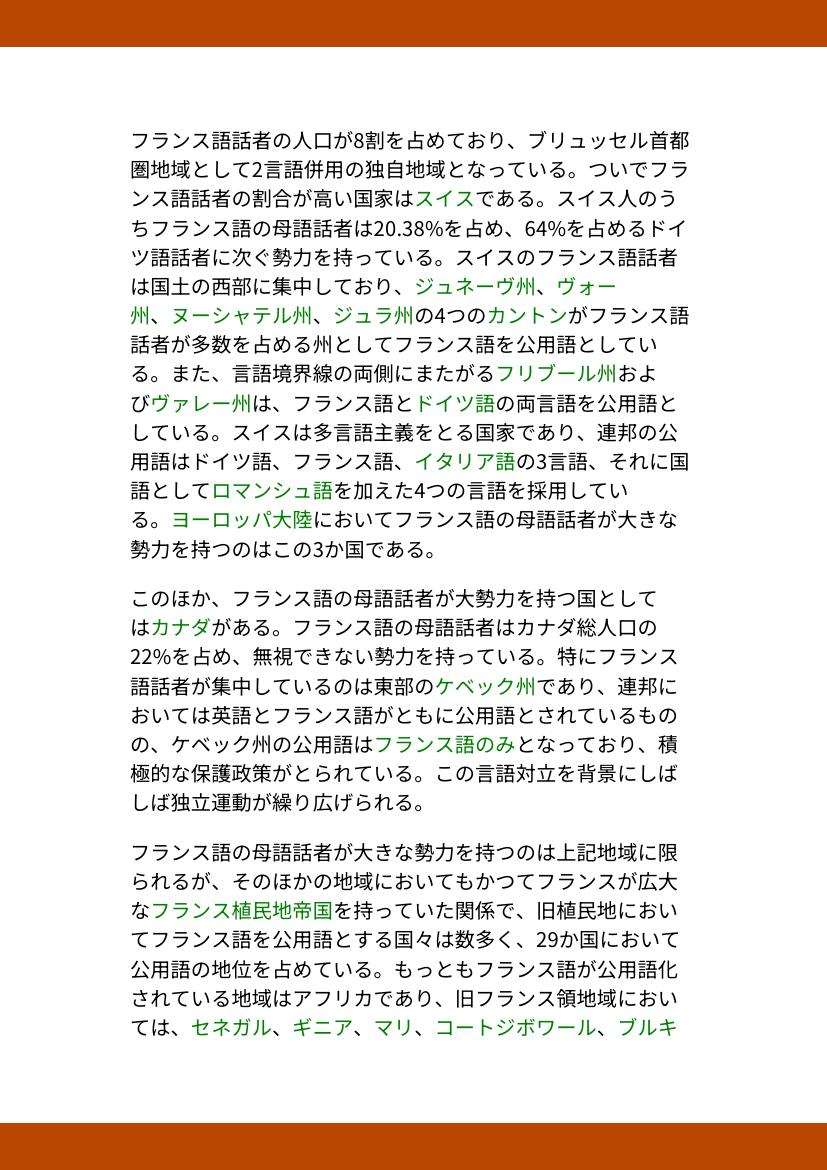 フランス語話者の人口が8割を占めており、ブリュッセル首都
圏地域として2言語併用の独自地域となっている。ついでフラ
ンス語話者の割合が高い国家はスイスである。スイス人のう
ちフランス語の母語話者は20.38%を占め、64%を占めるドイ
ツ語話者に次ぐ勢力を持っている。スイスのフランス語話者
は国土の西部に集中しており、ジュネーヴ州、ヴォー
州、ヌーシャテル州、ジュラ州の4つのカントンがフランス語
話者が多数を占める州としてフランス語を公用語としてい
る。また、言語境界線の両側にまたがるフリブール州およ
びヴァレー州は、フランス語とドイツ語の両言語を公用語と
している。スイスは多言語主義をとる国家であり、連邦の公
用語はドイツ語、フランス語、イタリア語の3言語、それに国
語としてロマンシュ語を加えた4つの言語を採用してい
る。ヨーロッパ大陸においてフランス語の母語話者が大きな
勢力を持つのはこの3か国である。
このほか、フランス語の母語話者が大勢力を持つ国として
はカナダがある。フランス語の母語話者はカナダ総人口の
22%を占め、無視できない勢力を持っている。特にフランス
語話者が集中しているのは東部のケベック州であり、連邦に
おいては英語とフランス語がともに公用語とされているもの
の、ケベック州の公用語はフランス語のみとなっており、積
極的な保護政策がとられている。この言語対立を背景にしば
しば独立運動が繰り広げられる。
フランス語の母語話者が大きな勢力を持つのは上記地域に限
られるが、そのほかの地域においてもかつてフランスが広大
なフランス植民地帝国を持っていた関係で、旧植民地におい
てフランス語を公用語とする国々は数多く、29か国において
公用語の地位を占めている。もっともフランス語が公用語化
されている地域はアフリカであり、旧フランス領地域におい
ては、セネガル、ギニア、マリ、コートジボワール、ブルキ